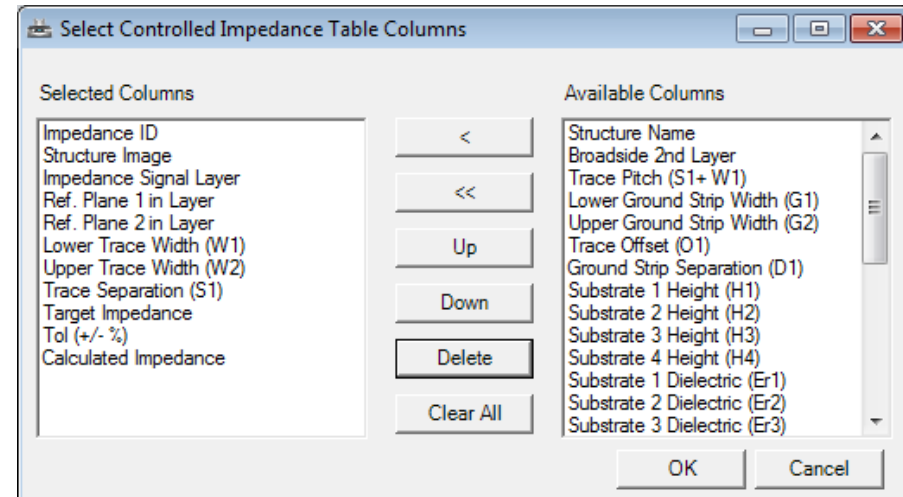 Select Controlled Impedance Table Columns
Selected Columns
Impedance ID
Structure Image
Impedance Signal Layer
Ref. Plane 1 in Layer
Ref. Plane 2 in Layer
Lower Trace Width (W1)
Upper Trace Width (W2)
Trace Separation (S1)
Target Impedance
Tol (+/- %)
Calculated Impedance
<
<<
Up
Down
Delete
Clear All
Available Columns
Structure Name
Broadside 2nd Layer
Trace Pitch (S1+ W1)
Lower Ground Strip Width (G1)
Upper Ground Strip Width (G2)
Trace Offset (O1)
Ground Strip Separation (D1)
Substrate 1 Height (H1)
Substrate 2 Height (H2)
Substrate 3 Height (H3)
Substrate 4 Height (H4)
Substrate 1 Dielectric (Er1)
Substrate 2 Dielectric (Er2)
Substrate 3 Dielectric (Er3)
OK
Cancel